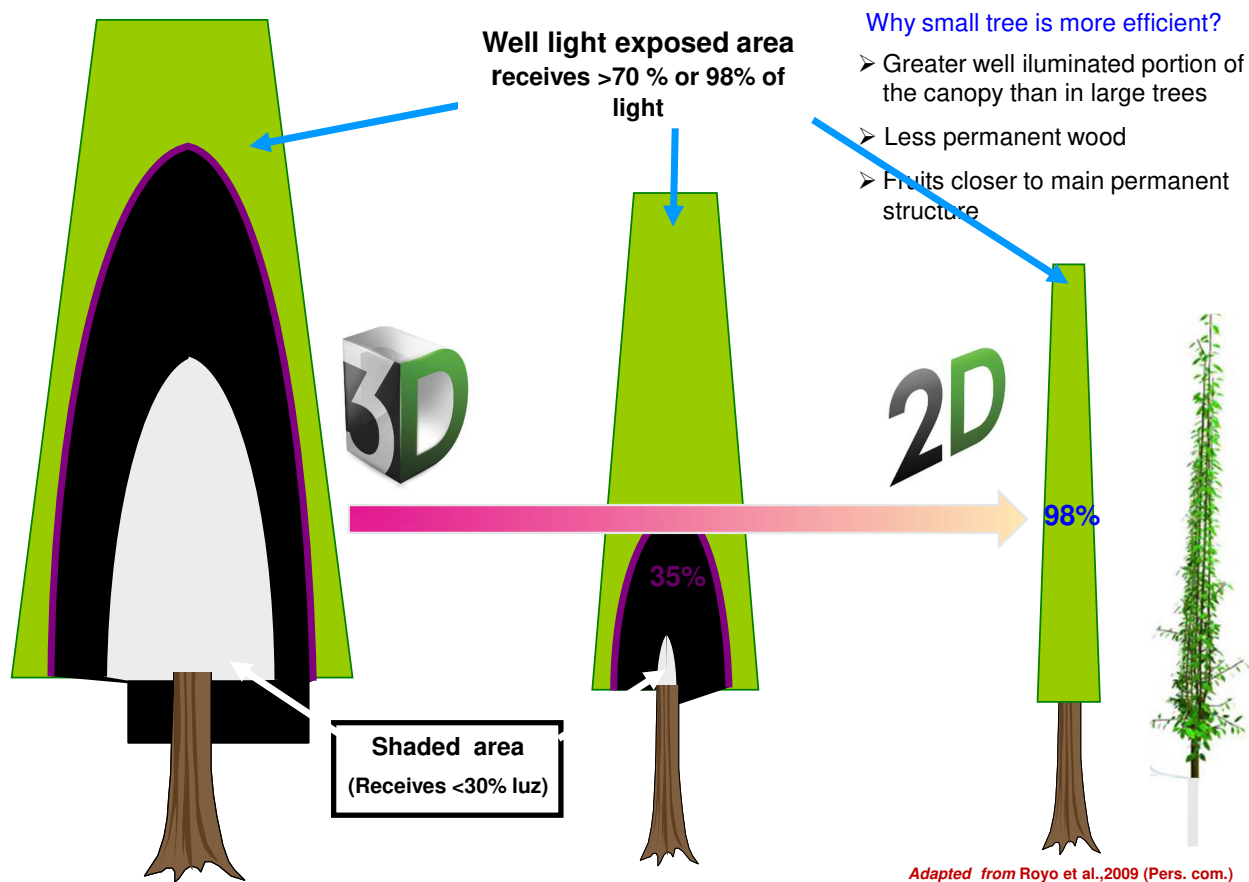 Well light exposed area
receives >70 % or 98% of
light
Why small tree is more efficient?
➢ Greater well iluminated portion of
the canopy than in large trees
➢ Less permanent wood
➢ Fruits closer to main permanent
structure
3D
2D
98%
35%
Shaded area
(Receives <30% luz)
Adapted from Royo et al.,2009 (Pers. com.)